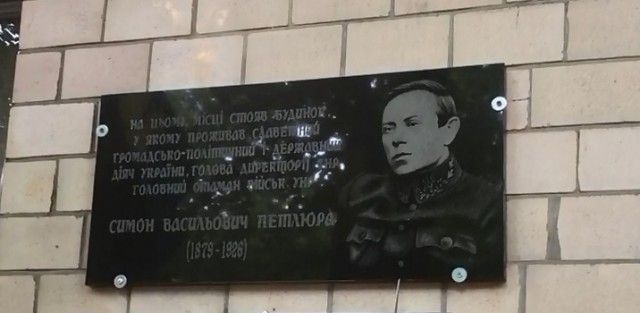 НА ЦЬОМУ МІСЦІ СТОЯВ БУДИНОК
У ЯКОМУ ПРОЖИВАВ СЛАВЕТНИЙ
ГРОМАДСЬКО-ПОЛІТИЧНИЙ І ДЕРЖАВНИЙ
ДІЯЧ УКРАЇНИ, ГОЛОВА ДИРЕКТОРІЇ УНР
ГОЛОВНИЙ ОТАМАН ВІЙСЬК УНР
СИМОН ВАСИЛЬОВИЧ ПЕТЛЮРА
(1879-1926)